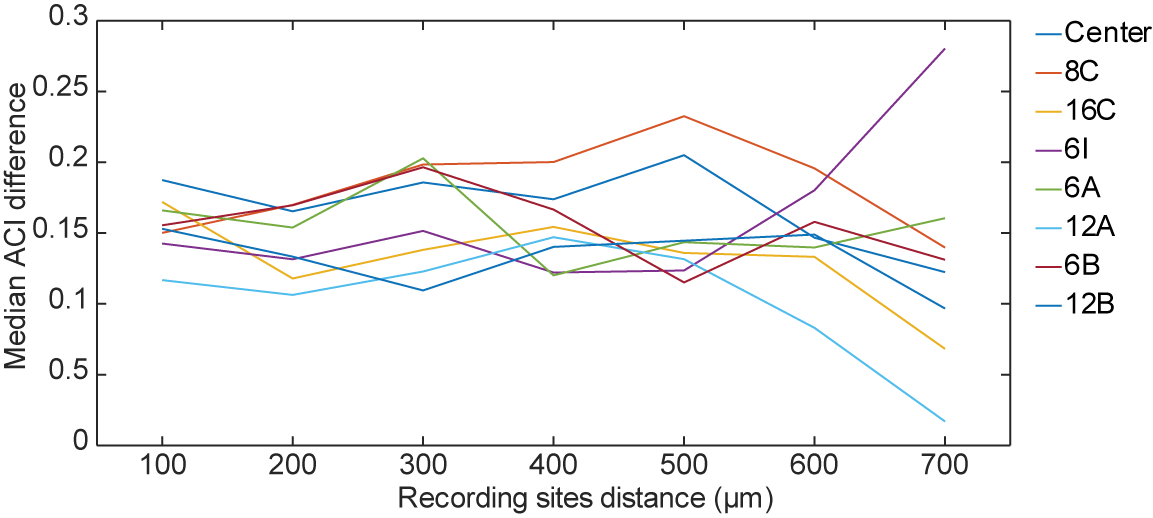 0.3
0.25
0.2
0.15
0.1
0.5
0
Median ACI difference
100 200 300 400 500 600 700
Recording sites distance (μm)
Center
8C
16C
6I
6A
12A
6B
12B